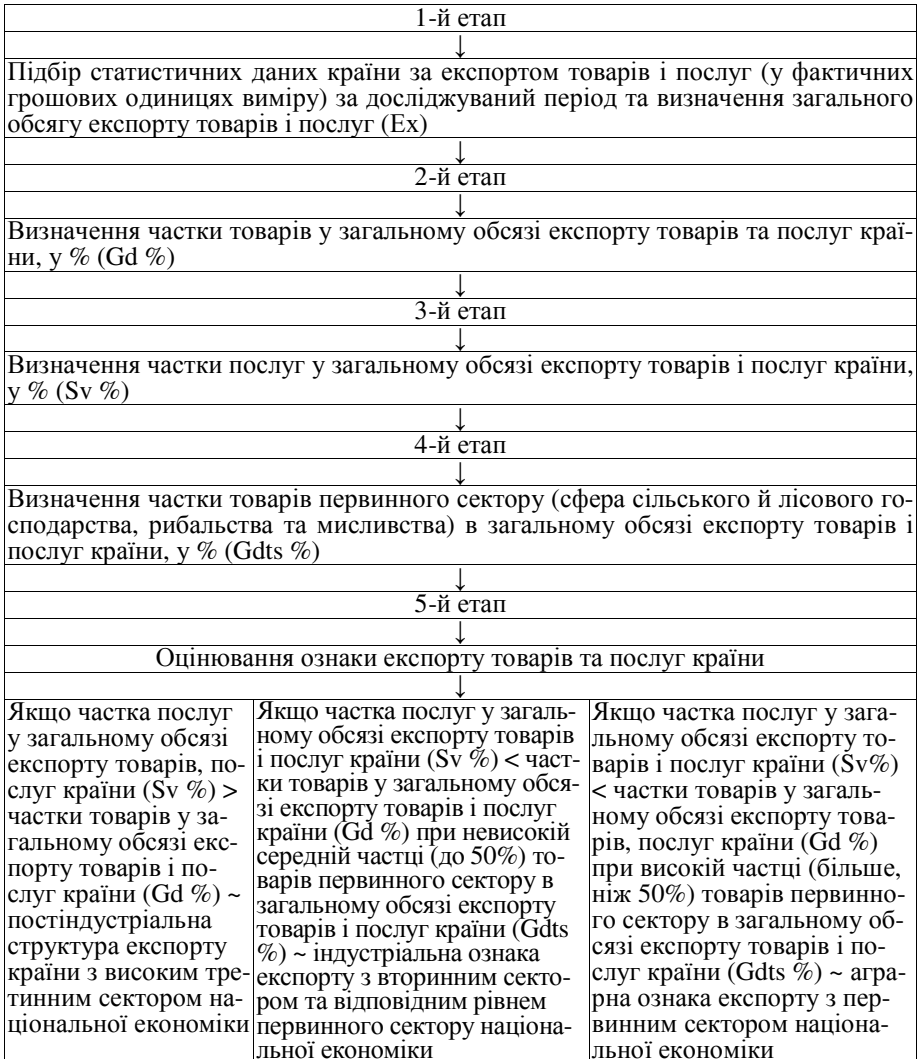 1-й етап
↓
Підбір статистичних даних країни за експортом товарів і послуг (у фактичних
грошових одиницях виміру) за досліджуваний період та визначення загального
обсягу експорту товарів і послуг (Ex)
↓
2-й етап
↓
Визначення частки товарів у загальному обсязі експорту товарів та послуг краї-
ни, у % (Gd %)
↓
3-й етап
↓
Визначення частки послуг у загальному обсязі експорту товарів і послуг країни,
у % (Sv %)
↓
4-й етап
↓
Визначення частки товарів первинного сектору (сфера сільського й лісового го-
сподарства, рибальства та мисливства) в загальному обсязі експорту товарів і
послуг країни, у % (Gdts %)
↓
5-й етап
↓
Оцінювання ознаки експорту товарів та послуг країни
↓
Якщо частка послуг
у загальному обсязі
експорту товарів, по-
слуг країни (Sv %) >
частки товарів у за-
гальному обсязі екс-
порту товарів і по-
слуг країни (Gd %) ~
постіндустріальна
структура експорту
країни з високим тре-
тинним сектором на-
ціональної економіки
Якщо частка послуг у загаль-
ному обсязі експорту товарів
і послуг країни (Sv %) < част-
ки товарів у загальному обся-
зі експорту товарів і послуг
країни (Gd %) при невисокій
середній частці (до 50%) то-
варів первинного сектору в
загальному обсязі експорту
товарів і послуг країни (Gdts
%) ~ індустріальна ознака
експорту з вторинним секто-
ром та відповідним рівнем
первинного сектору націона-
льної економіки
Якщо частка послуг у зага-
льному обсязі експорту то-
варів і послуг країни (Sv%)
< частки товарів у загаль-
ному обсязі експорту това-
рів, послуг країни (Gd %)
при високій частці (більше,
ніж 50%) товарів первинно-
го сектору в загальному об-
сязі експорту товарів і по-
слуг країни (Gdts %) ~ агра-
рна ознака експорту з пер-
винним сектором націона-
льної економіки